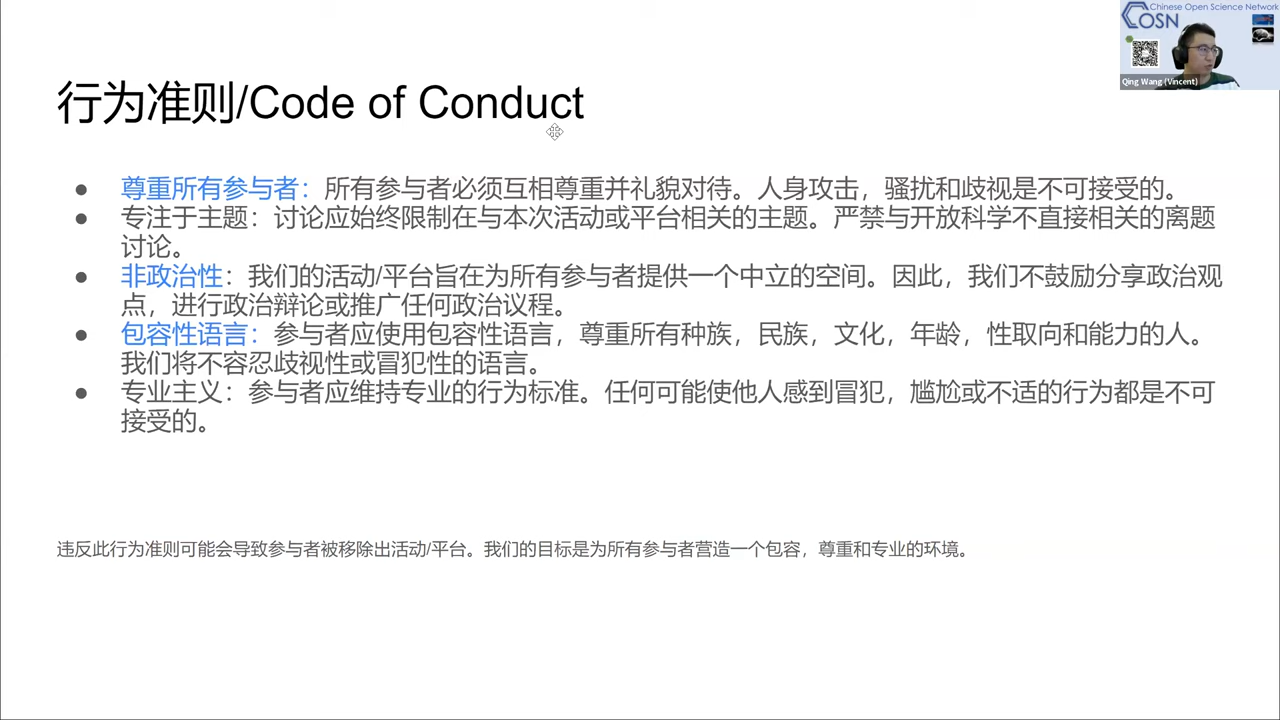 Chinese Open Science Network
COSN
Qing Wang (Vincent)
行为准则/Code of Conduct
● 尊重所有参与者：所有参与者必须互相尊重并礼貌对待。人身攻击，骚扰和歧视是不可接受的。
● 专注于主题：讨论应始终限制在与本次活动或平台相关的主题。严禁与开放科学不直接相关的离题
讨论。
● 非政治性：我们的活动/平台旨在为所有参与者提供一个中立的空间。因此，我们不鼓励分享政治观
点，进行政治辩论或推广任何政治议程。
● 包容性语言：参与者应使用包容性语言，尊重所有种族，民族，文化，年龄，性取向和能力的人。
我们将不容忍歧视性或冒犯性的语言。
● 专业主义：参与者应维持专业的行为标准。任何可能使他人感到冒犯，尴尬或不适的行为都是不可
接受的。
违反此行为准则可能会导致参与者被移除出活动/平台。我们的目标是为所有参与者营造一个包容，尊重和专业的环境。